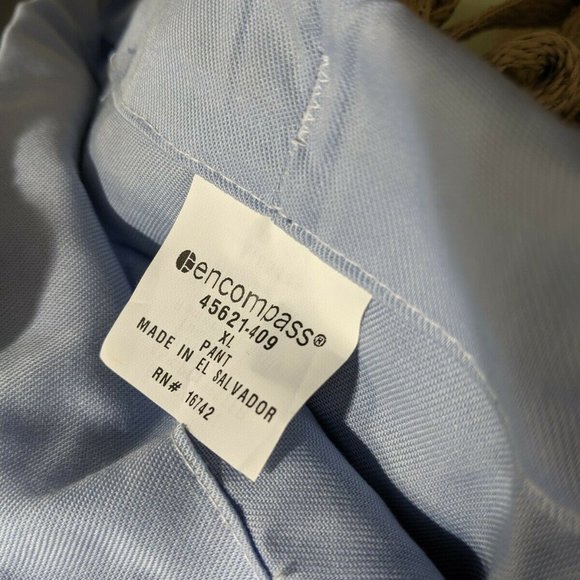 encompass®
45621-409
XL
PANT
MADE IN EL SALVADOR
RN# 16742